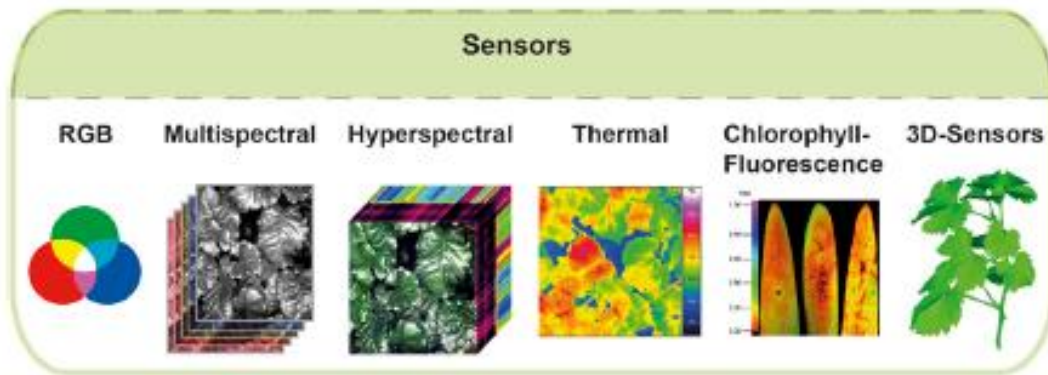 Sensors
RGB
Multispectral
Hyperspectral
Thermal
Chlorophyll-
Fluorescence
3D-Sensors